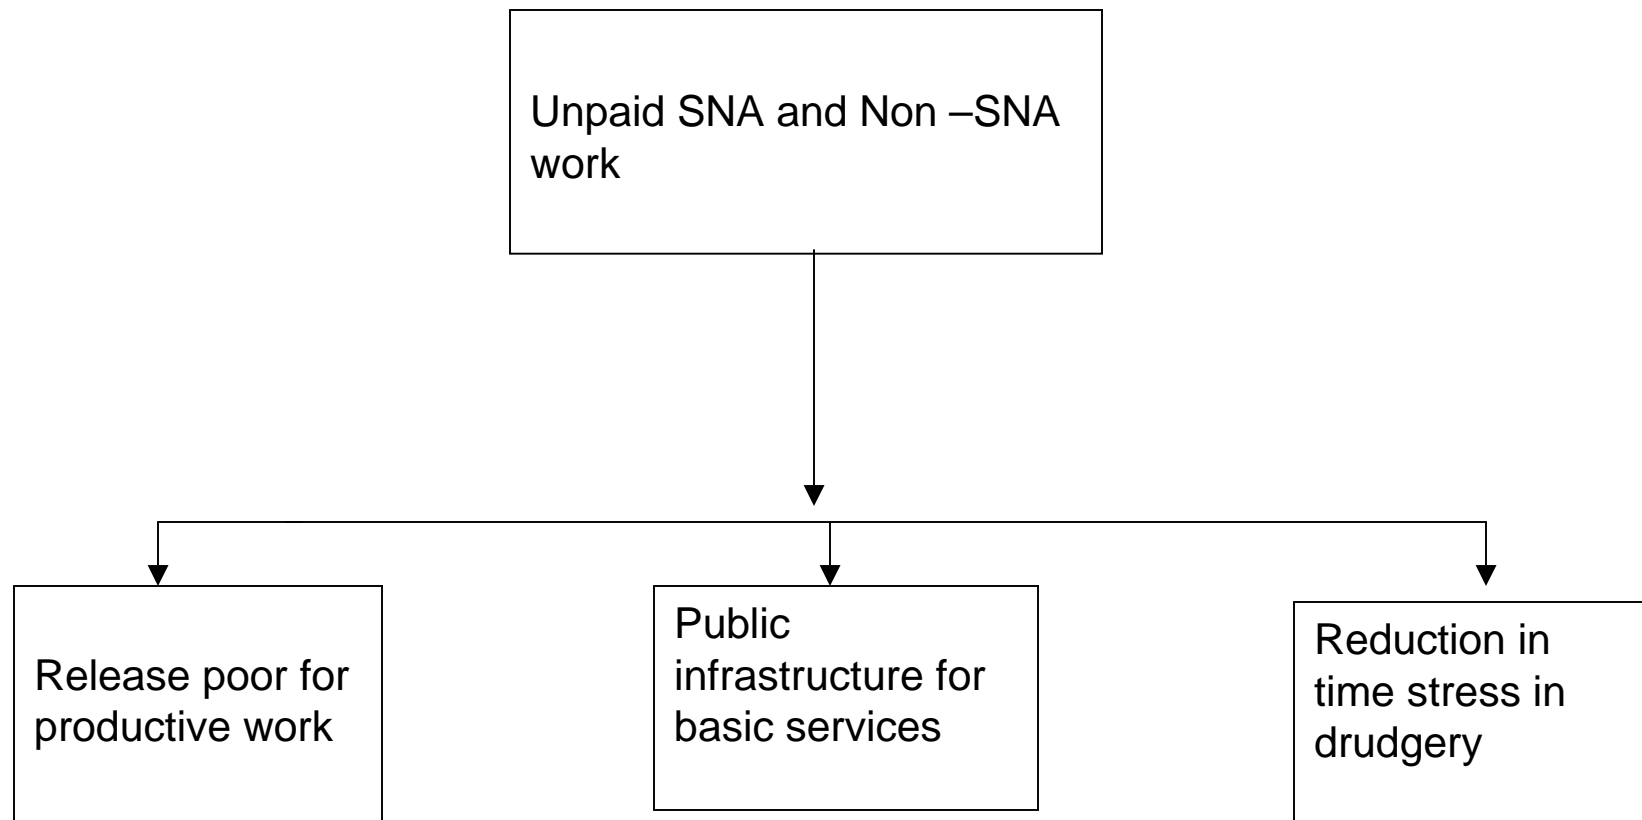 Unpaid SNA and Non –SNA
work
Release poor for
productive work
Public
infrastructure for
basic services
Reduction in
time stress in
drudgery